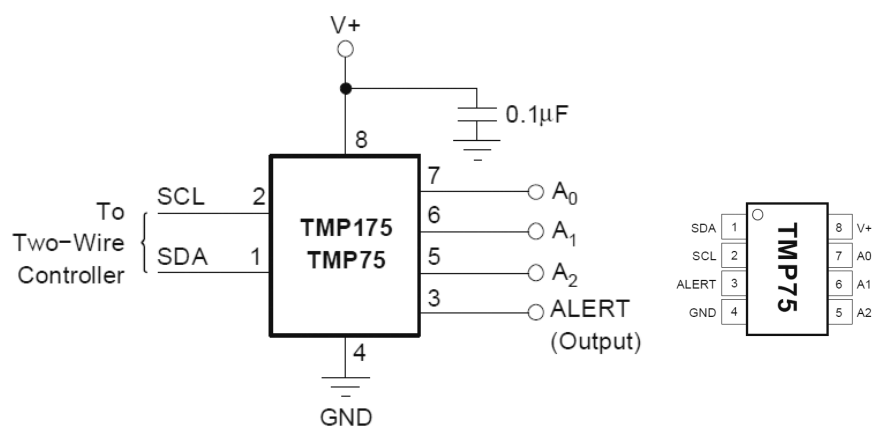 V+
0.1μF
8
SCL 2
To
Two−Wire
Controller
SDA 1
TMP175
TMP75
7 A0
6 A1
5 A2
3 ALERT
(Output)
4
GND
SDA 1
SCL 2
ALERT 3
GND 4
TMP75
8 V+
7 A0
6 A1
5 A2